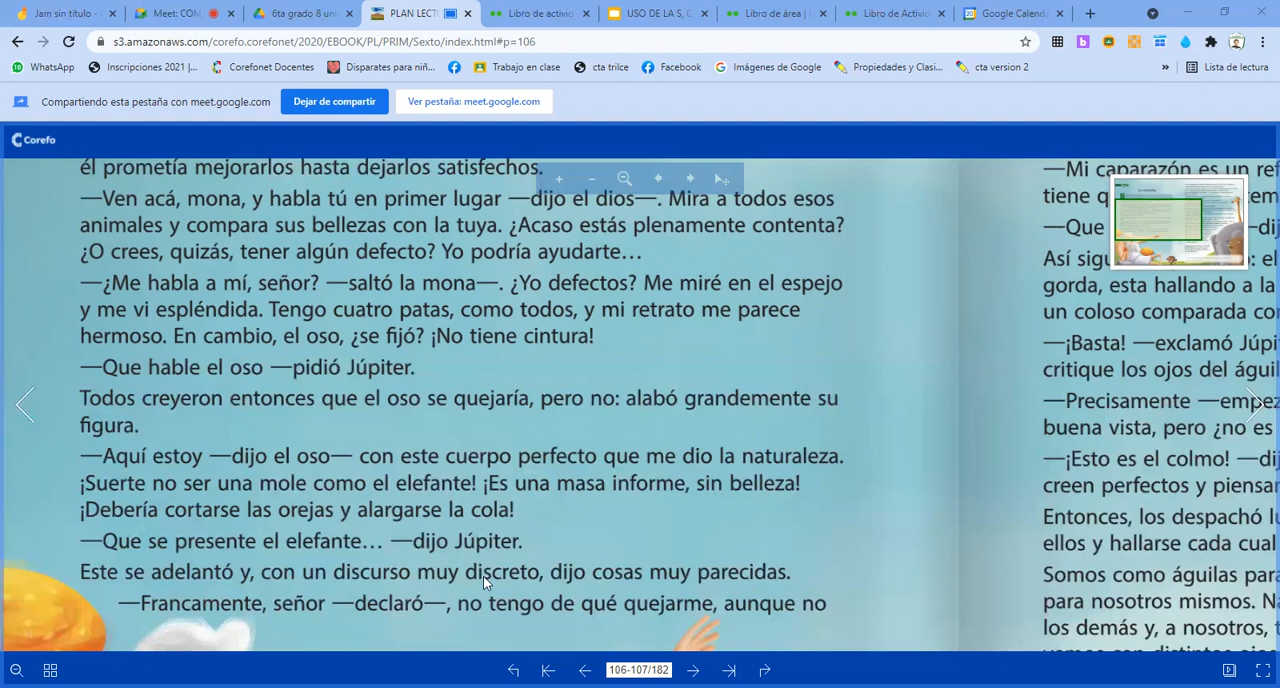 Jam sin título
Meet: COM
6ta grado 8 uni
PLAN LECT
Libro de activid
USO DE LA S, C
Libro de área |
Libro de Activid
Google Calenda
s3.amazonaws.com/corefo.corefonet/2020/EBOOK/PL/PRIM/Sexto/index.html#p=106
WhatsApp
Inscripciones 2021 |...
Corefonet Docentes
Disparates para niñ...
Trabajo en clase
cta trilce
Facebook
Imágenes de Google
Propiedades y Clasi...
cta version 2
»
Lista de lectura
Compartiendo esta pestaña con meet.google.com
Dejar de compartir
Ver pestaña: meet.google.com
Corefo
él prometía mejorarlos hasta dejarlos satisfechos.
—Ven acá, mona, y habla tú en primer lugar —dijo el dios—. Mira a todos esos
animales y compara sus bellezas con la tuya. ¿Acaso estás plenamente contenta?
¿O crees, quizás, tener algún defecto? Yo podría ayudarte…
—¿Me habla a mí, señor? —saltó la mona—. ¿Yo defectos? Me miré en el espejo
y me vi espléndida. Tengo cuatro patas, como todos, y mi retrato me parece
hermoso. En cambio, el oso, ¿se fijó? ¡No tiene cintura!
—Que hable el oso —pidió Júpiter.
Todos creyeron entonces que el oso se quejaría, pero no: alabó grandemente su
figura.
—Aquí estoy —dijo el oso— con este cuerpo perfecto que me dio la naturaleza.
¡Suerte no ser una mole como el elefante! ¡Es una masa informe, sin belleza!
¡Debería cortarse las orejas y alargarse la cola!
—Que se presente el elefante… —dijo Júpiter.
Este se adelantó y, con un discurso muy discreto, dijo cosas muy parecidas.
—Francamente, señor —declaró—, no tengo de qué quejarme, aunque no
—Mi caparazón es un ref
tiene q
—Que
—dij
Así sigu
: el
gorda, esta hallando a la
un coloso comparada co
—¡Basta! —exclamó Júpi
critique los ojos del águil
—Precisamente —empez
buena vista, pero ¿no es
—¡Esto es el colmo! —dij
creen perfectos y piensan
Entonces, los despachó lu
ellos y hallarse cada cual
Somos como águilas para
para nosotros mismos. N
los demás y, a nosotros, t
106-107/182